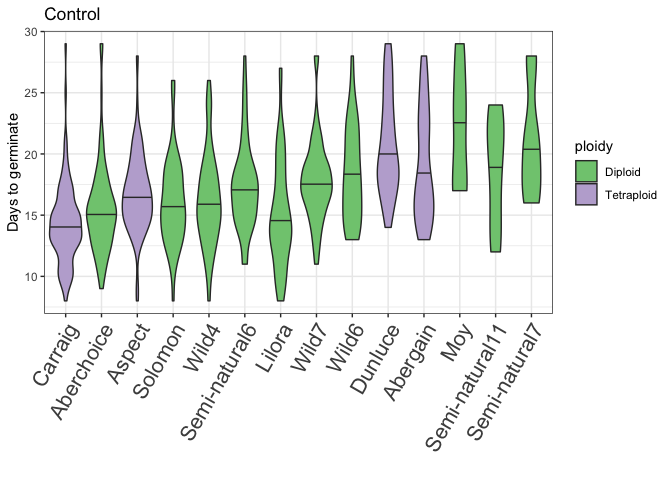 Control
Days to germinate
30
25
20
15
10
Carraig
Aberchoice
Aspect
Solomon
Wild4
Semi-natural6
Lilora
Wild7
Wild6
Dunluce
Abergain
Moy
Semi-natural11
Semi-natural7
ploidy
Diploid
Tetraploid